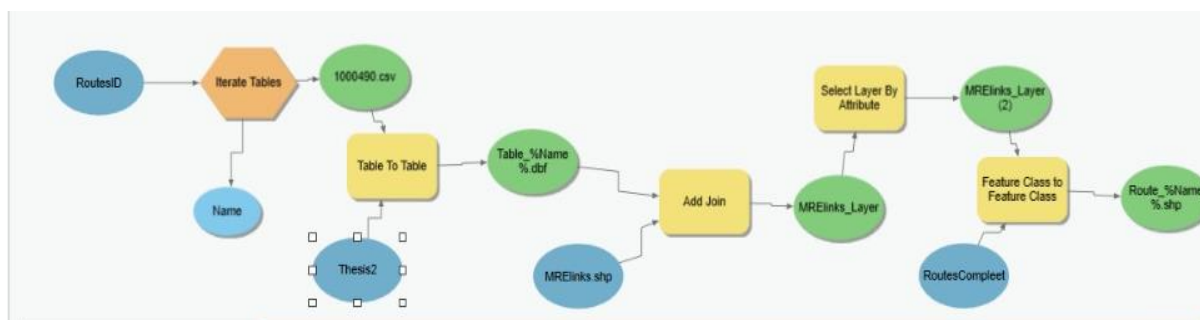 RoutesID
Iterate Tables
1000490.csv
Name
Table To Table
Thesis2
Table_%Name
%.dbf
MRElinks.shp
Add Join
MRElinks_Layer
Select Layer By
Attribute
MRElinks_Layer
(2)
Feature Class to
Feature Class
RoutesCompleet
Route_%Name
%.shp